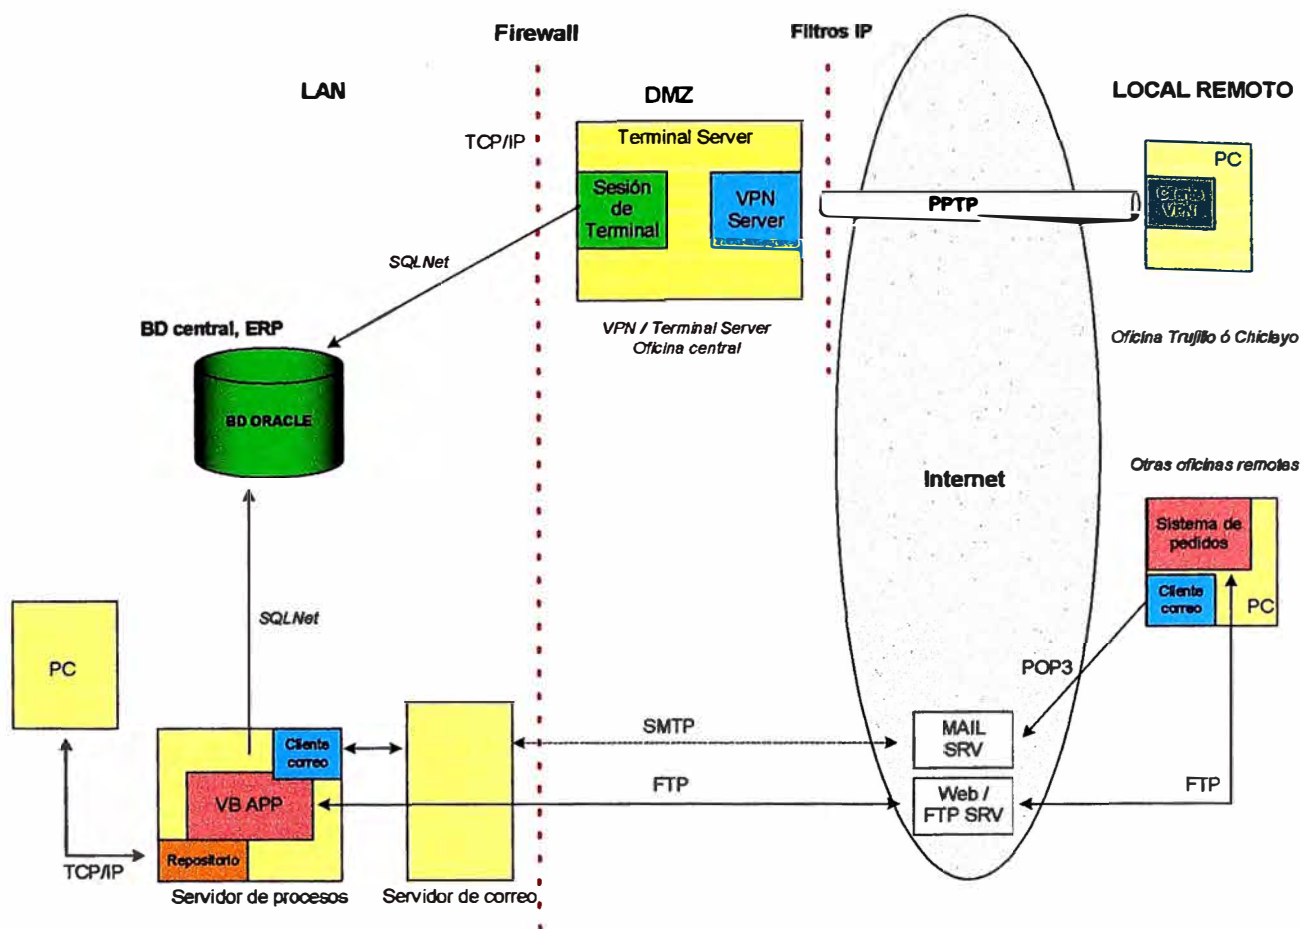 Firewall
Filtros IP
LAN
DMZ
LOCAL REMOTO
TCP/IP
Terminal Server
Sesión
de
Terminal
VPN
Server
PPTP
PC
Cliente
VPN
SQLNet
VPN / Terminal Server
Oficina central
Oficina Trujillo ó Chiclayo
BD central, ERP
BD ORACLE
Internet
Otras oficinas remotas
Sistema de
pedidos
Cliente
correo
PC
SQLNet
PC
POP3
Cliente
correo
VB APP
Repositorio
TCP/IP
Servidor de procesos
Servidor de correo
SMTP
FTP
MAIL
SRV
Web /
FTP SRV
FTP